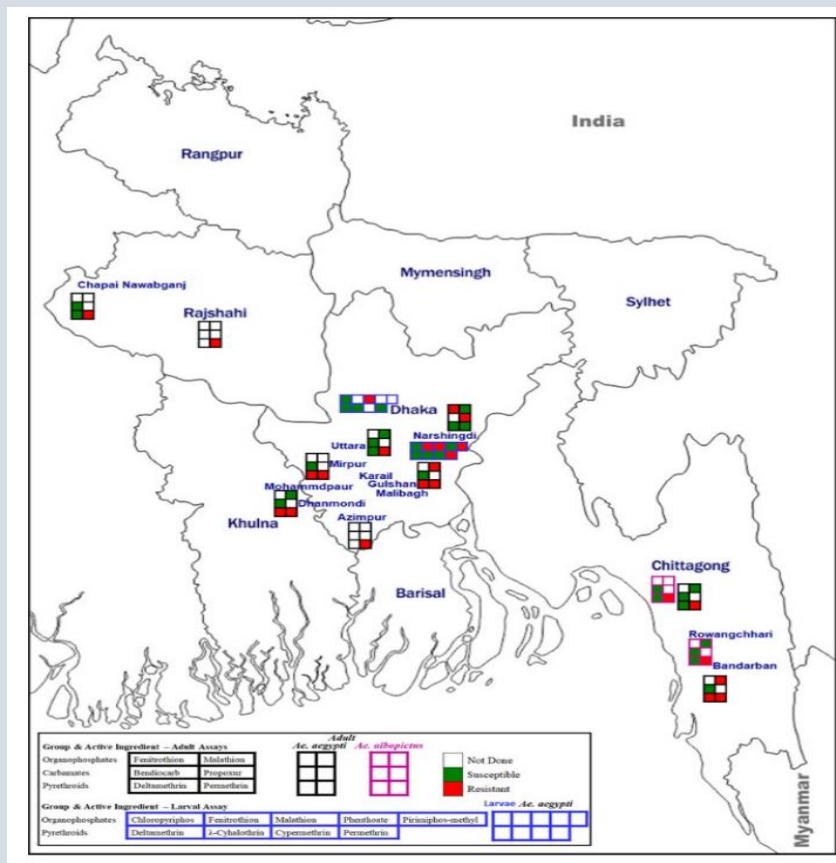 India
Rangpur
Mymensingh
Sylhet
Chapai Nawabganj
Rajshahi
Dhaka
Narshingdi
Uttara
Mirpur
Karail
Gulshan
Mohammdpaur
Malibagh
Dhanmondi
Azimpur
Khulna
Barisal
Chittagong
Rowangchhari
Bandarban
Myanmar
Adult
Group & Active Ingredient – Adult Assays Ae. aegypti Ae. albopictus
Organophosphates Fenitrothion Malathion
Carbamates Bendiocarb Propoxur
Pyrethroids Deltamethrin Permethrin
Not Done
Susceptible
Resistant
Group & Active Ingredient – Larval Assay Larvae Ae. aegypti
Organophosphates Chloropyriphos Fenitrothion Malathion Phenthoate Pirimiphos-methyl
Pyrethroids Deltamethrin λ-Cyhalothrin Cypermethrin Permethrin